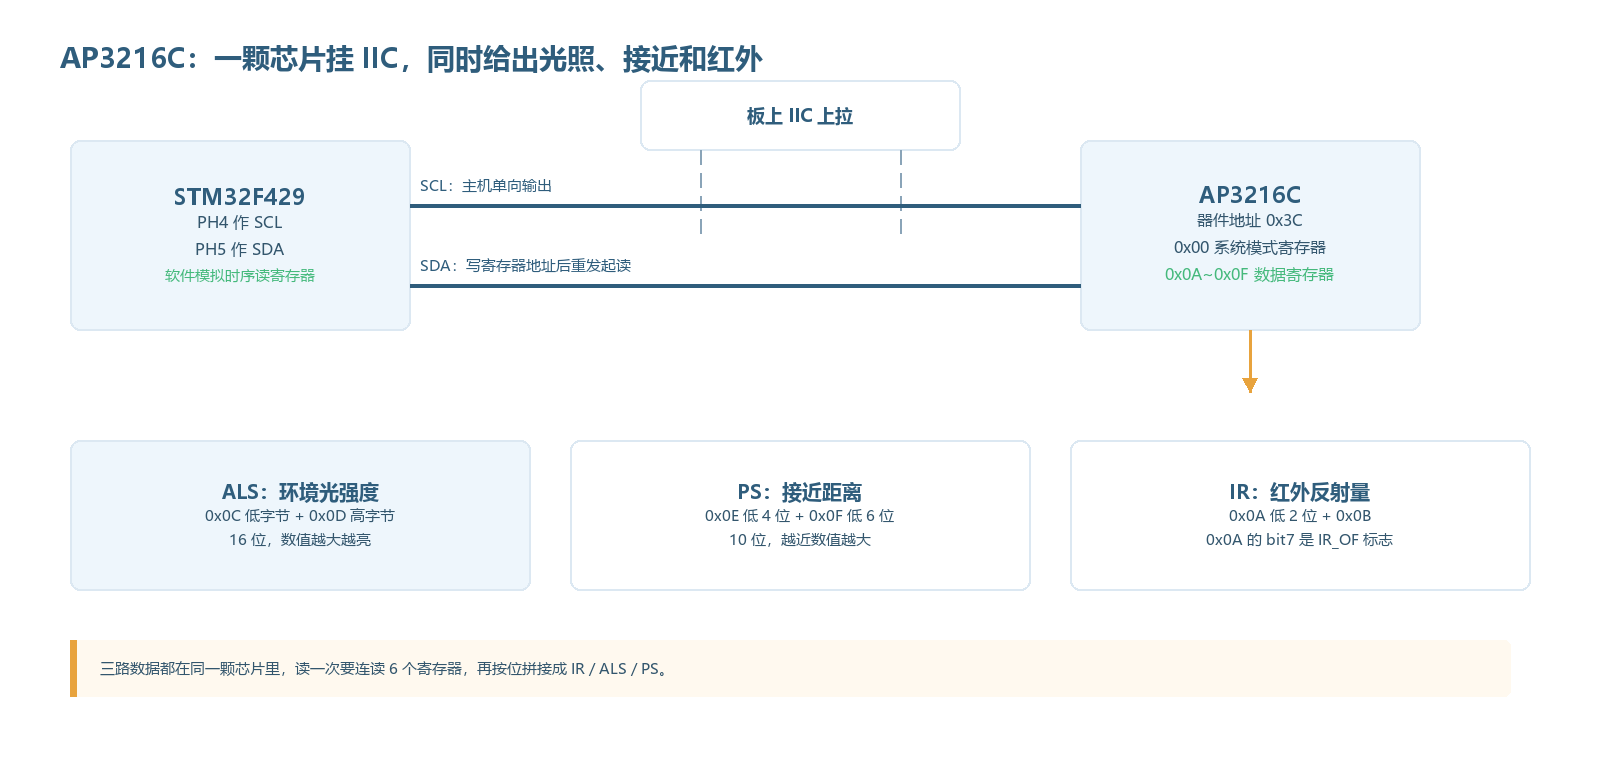 AP3216C：一颗芯片挂 IIC，同时给出光照、接近和红外
板上 IIC 上拉
STM32F429
PH4 作 SCL
PH5 作 SDA
软件模拟时序读寄存器
SCL：主机单向输出
SDA：写寄存器地址后重发起读
AP3216C
器件地址 0x3C
0x00 系统模式寄存器
0x0A~0x0F 数据寄存器
ALS：环境光强度
0x0C 低字节 + 0x0D 高字节
16 位，数值越大越亮
PS：接近距离
0x0E 低 4 位 + 0x0F 低 6 位
10 位，越近数值越大
IR：红外反射量
0x0A 低 2 位 + 0x0B
0x0A 的 bit7 是 IR_OF 标志
三路数据都在同一颗芯片里，读一次要连读 6 个寄存器，再按位拼接成 IR / ALS / PS。